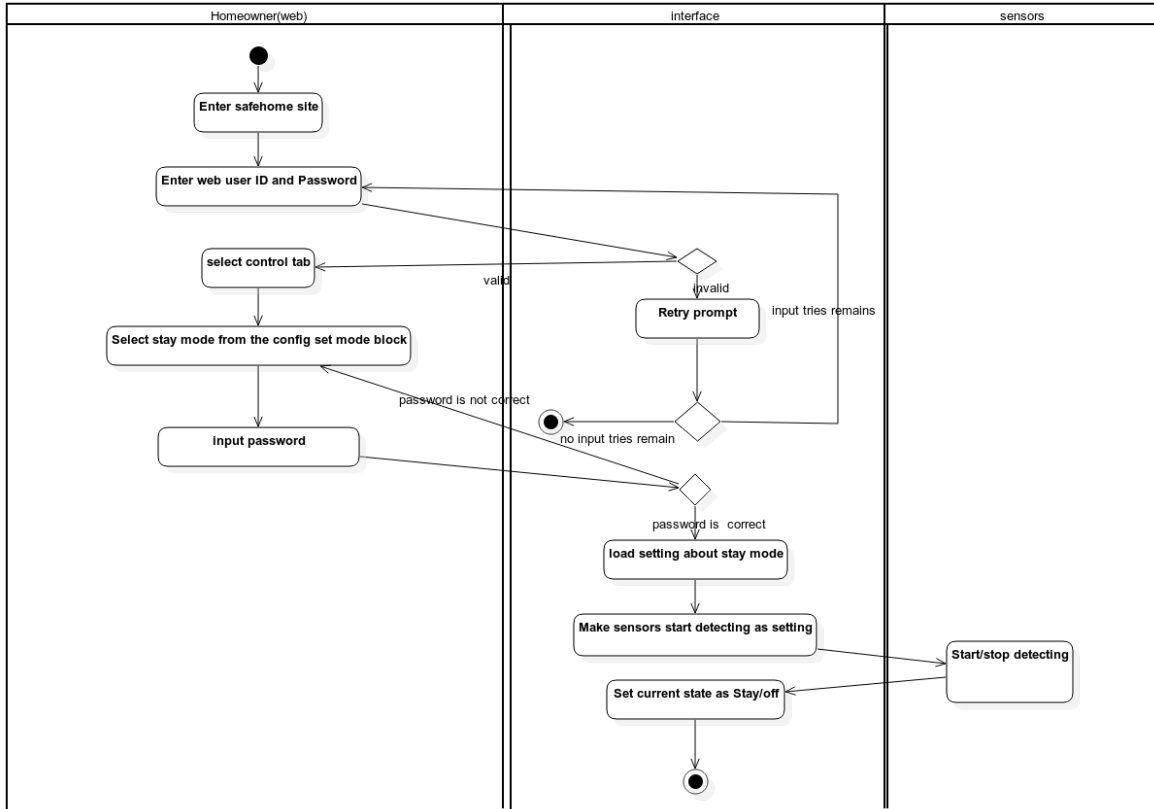 Homeowner(web)
interface
sensors
Enter safehome site
Enter web user ID and Password
select control tab
valid
invalid
Retry prompt
input tries remains
Select stay mode from the config set mode block
password is not correct
no input tries remain
input password
password is  correct
load setting about stay mode
Make sensors start detecting as setting
Start/stop detecting
Set current state as Stay/off